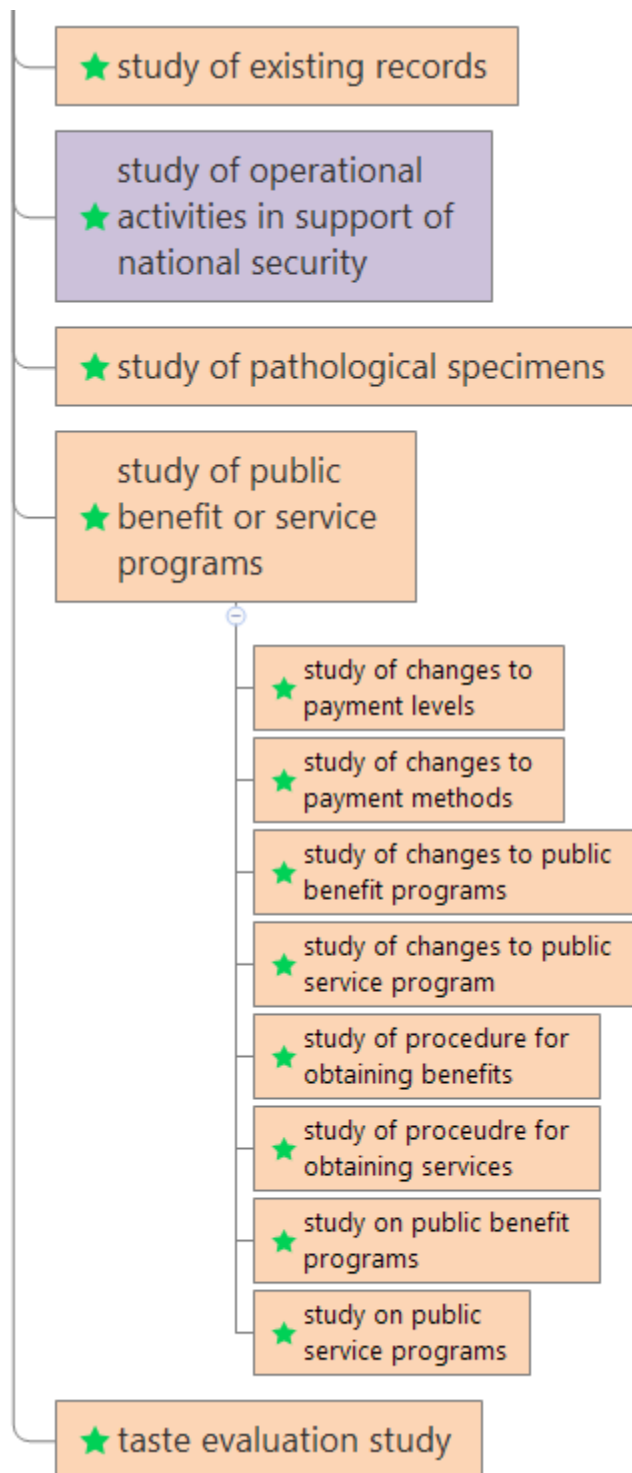 study of existing records
study of operational
activities in support of
national security
study of pathological specimens
study of public
benefit or service
programs
study of changes to
payment levels
study of changes to
payment methods
study of changes to public
benefit programs
study of changes to public
service program
study of procedure for
obtaining benefits
study of proceudre for
obtaining services
study on public benefit
programs
study on public
service programs
taste evaluation study